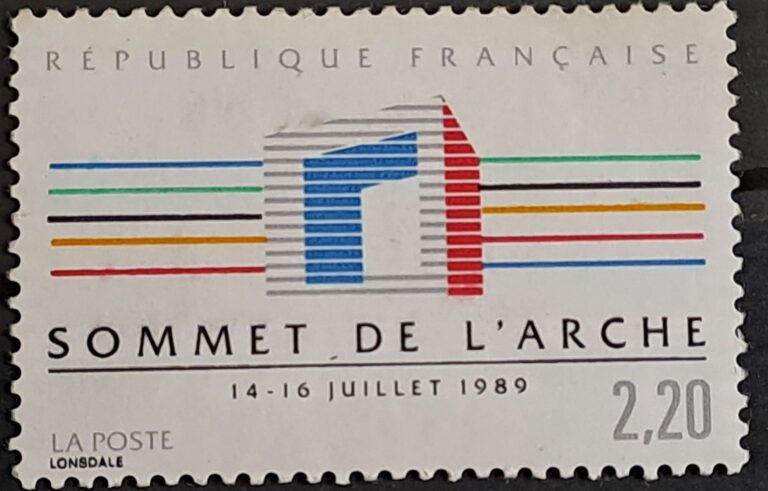 RÉPUBLIQUE FRANÇAISE
SOMMET DE L'ARCHE
14-16 JUILLET 1989
2,20
LA POSTE
LONSDALE